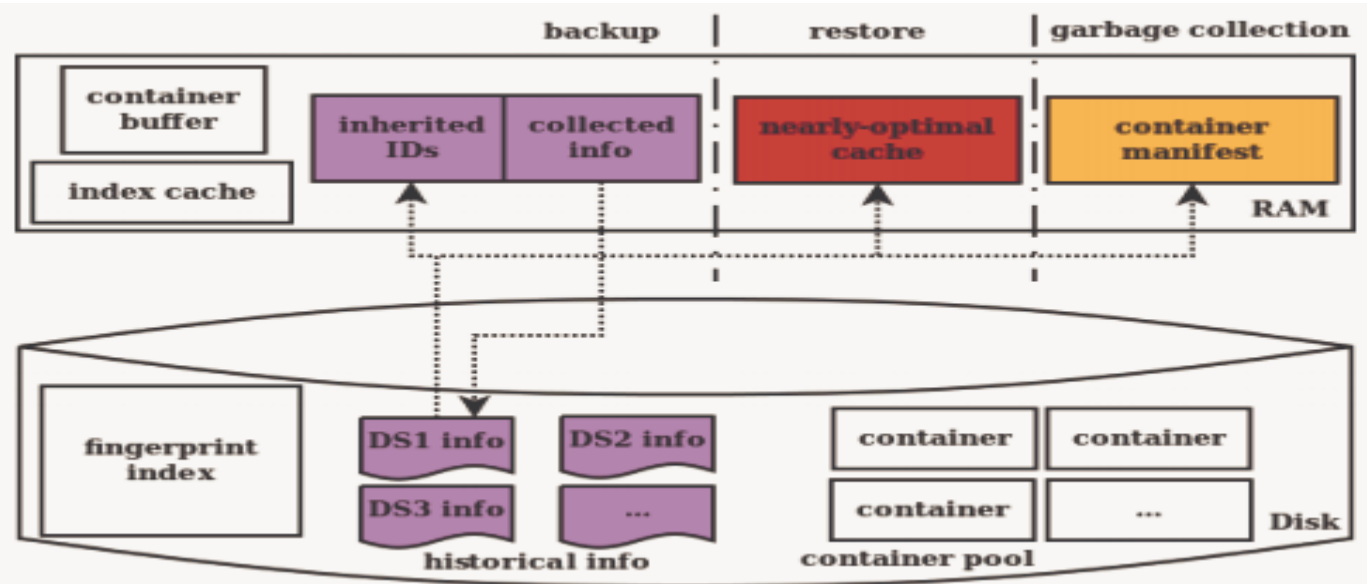 backup
restore
garbage collection
container
buffer
index cache
inherited
IDs
collected
info
nearly-optimal
cache
container
manifest
RAM
fingerprint
index
DS1 info
DS2 info
DS3 info
...
historical info
container
container
container
...
container pool
Disk